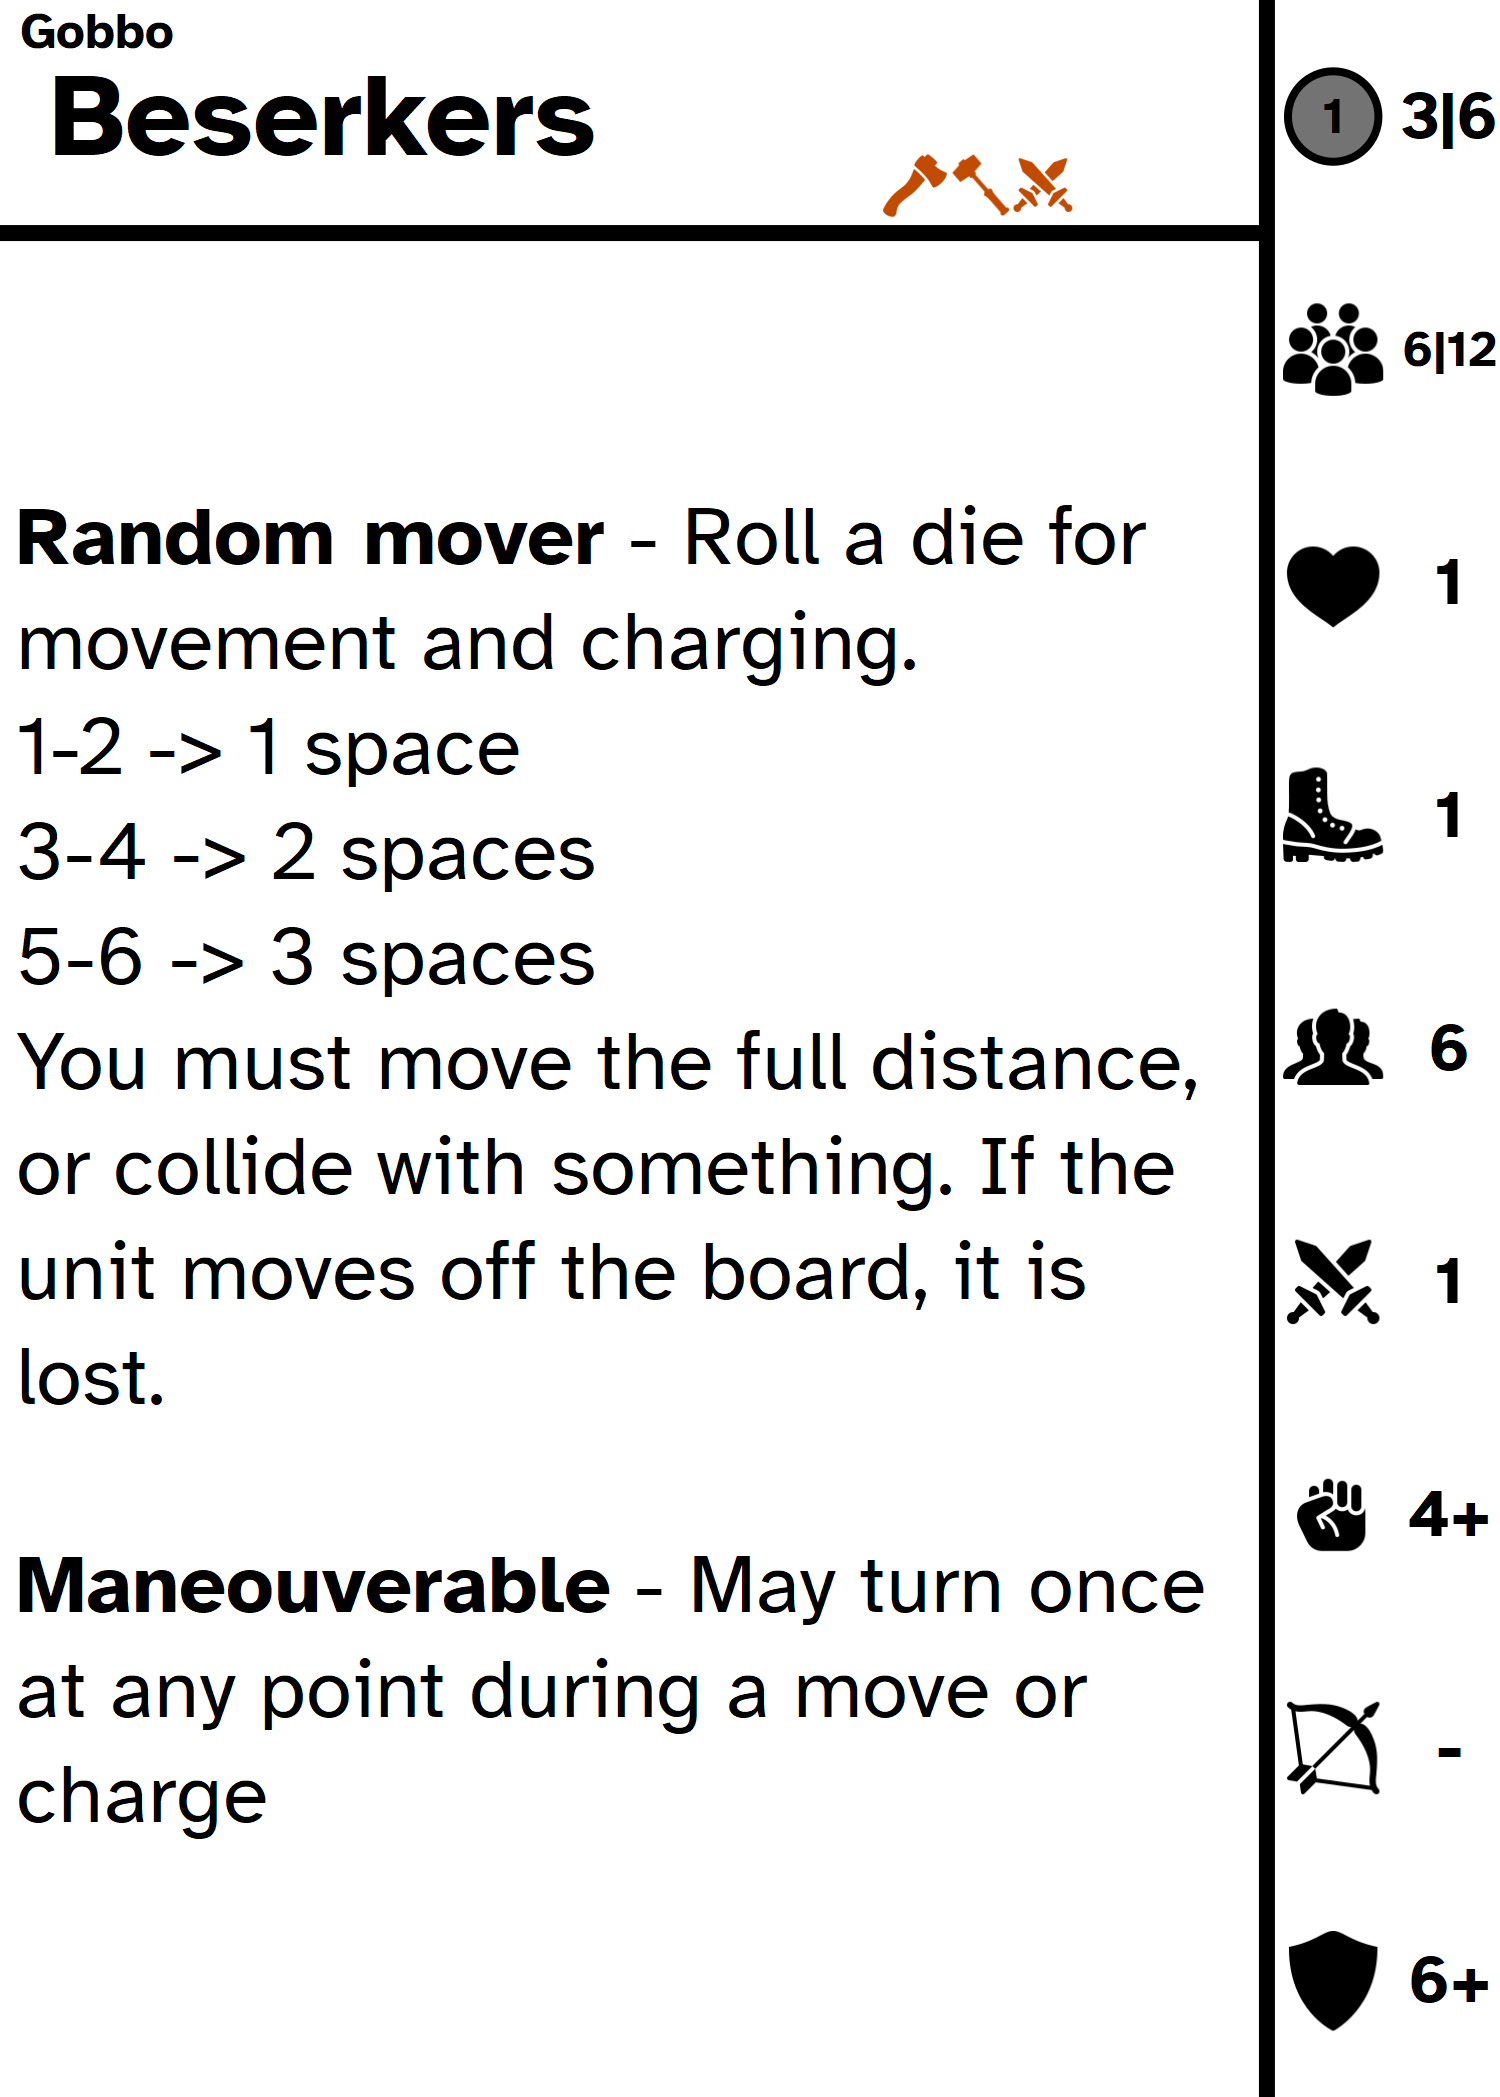 Gobbo
Beserkers
1 3|6
6|12
Random mover - Roll a die for
movement and charging.
1-2 -> 1 space
3-4 -> 2 spaces
5-6 -> 3 spaces
You must move the full distance,
or collide with something. If the
unit moves off the board, it is
lost.
Maneouverable - May turn once
at any point during a move or
charge
1
1
6
1
4+
-
6+